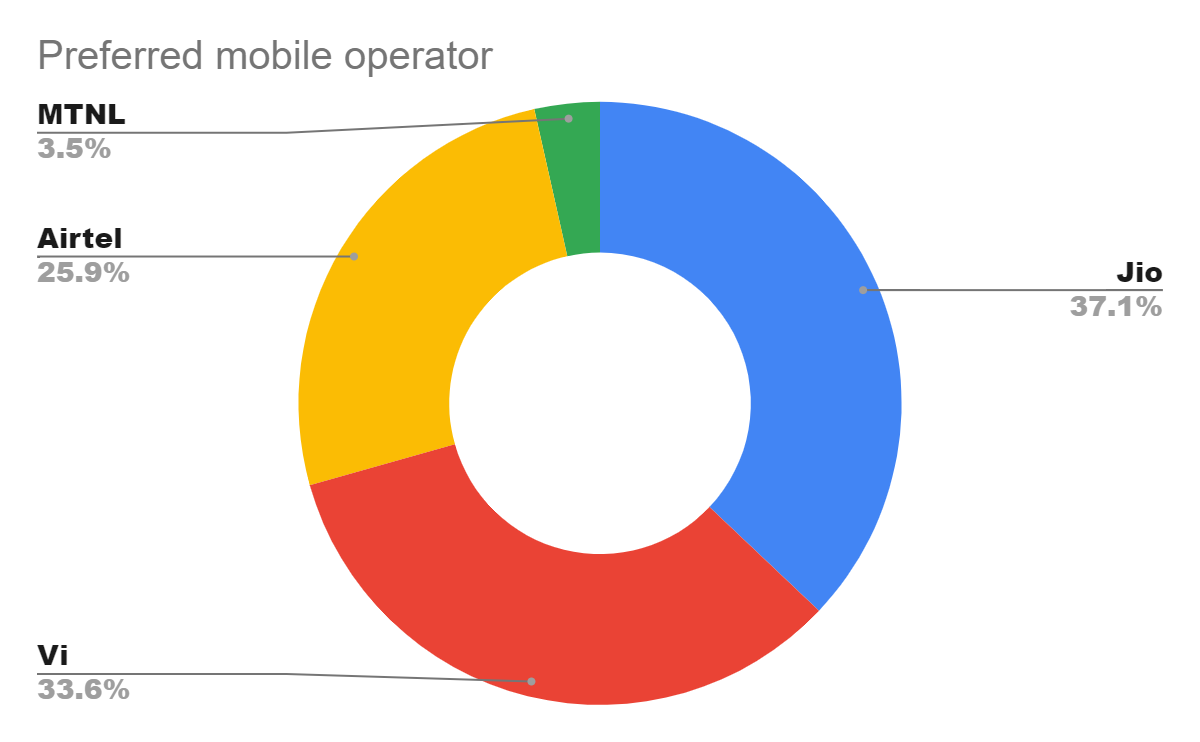 Preferred mobile operator
MTNL
3.5%
Airtel
25.9%
Jio
37.1%
Vi
33.6%